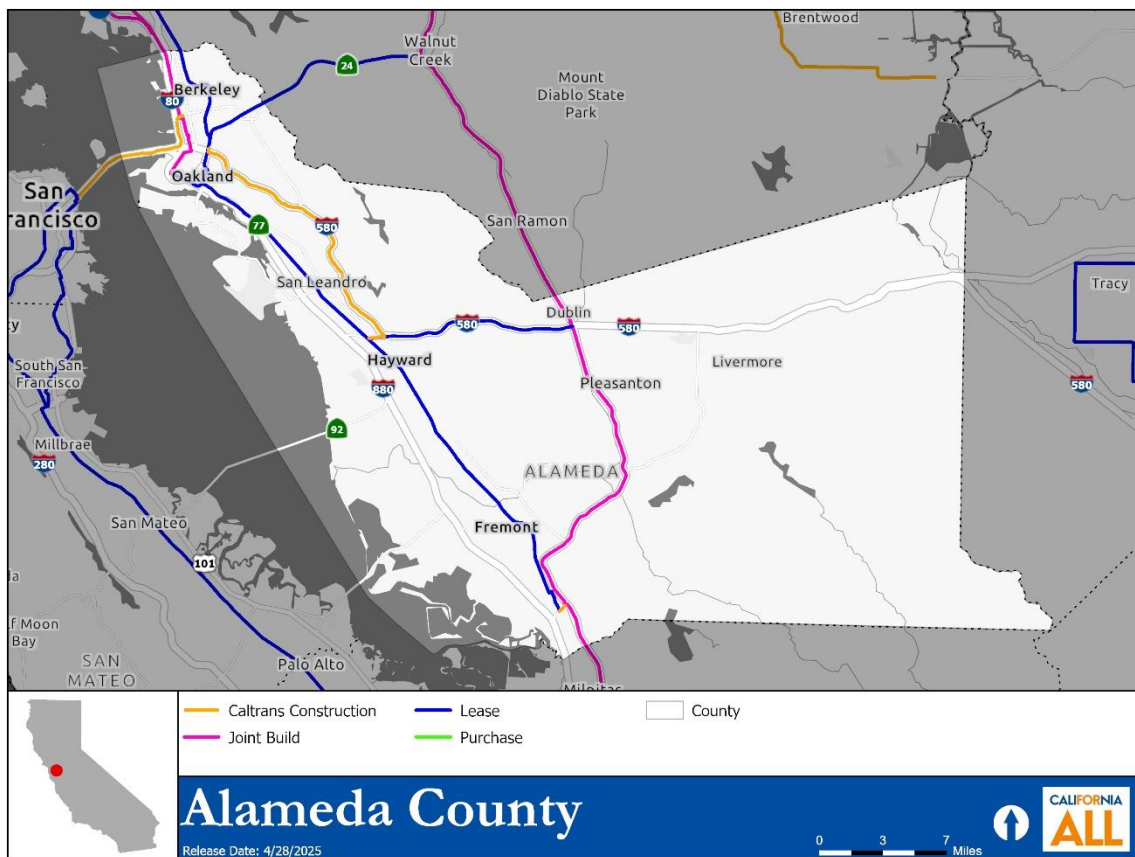 Brentwood
Walnut
Creek
24
Mount
Diablo State
Park
Berkeley
80
Oakland
San
Francisco
77
580
San Ramon
San Leandro
Dublin
580
580
Tracy
Hayward
Livermore
880
Pleasanton
580
South San
Francisco
Millbrae
280
92
ALAMEDA
San Mateo
Fremont
101
lf Moon
Bay
SAN
MATEO
Palo Alto
Milpitas
Caltrans Construction
Lease
County
Joint Build
Purchase
Alameda County
Release Date: 4/28/2025
0 3 7
Miles
CALIFORNIA
ALL